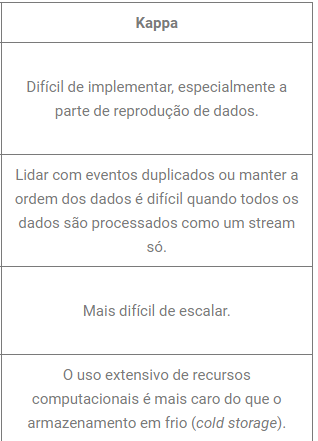 Kappa
Difícil de implementar, especialmente a
parte de reprodução de dados.
Lidar com eventos duplicados ou manter a
ordem dos dados é difícil quando todos os
dados são processados como um stream
só.
Mais difícil de escalar.
O uso extensivo de recursos
computacionais é mais caro do que o
armazenamento em frio (cold storage).